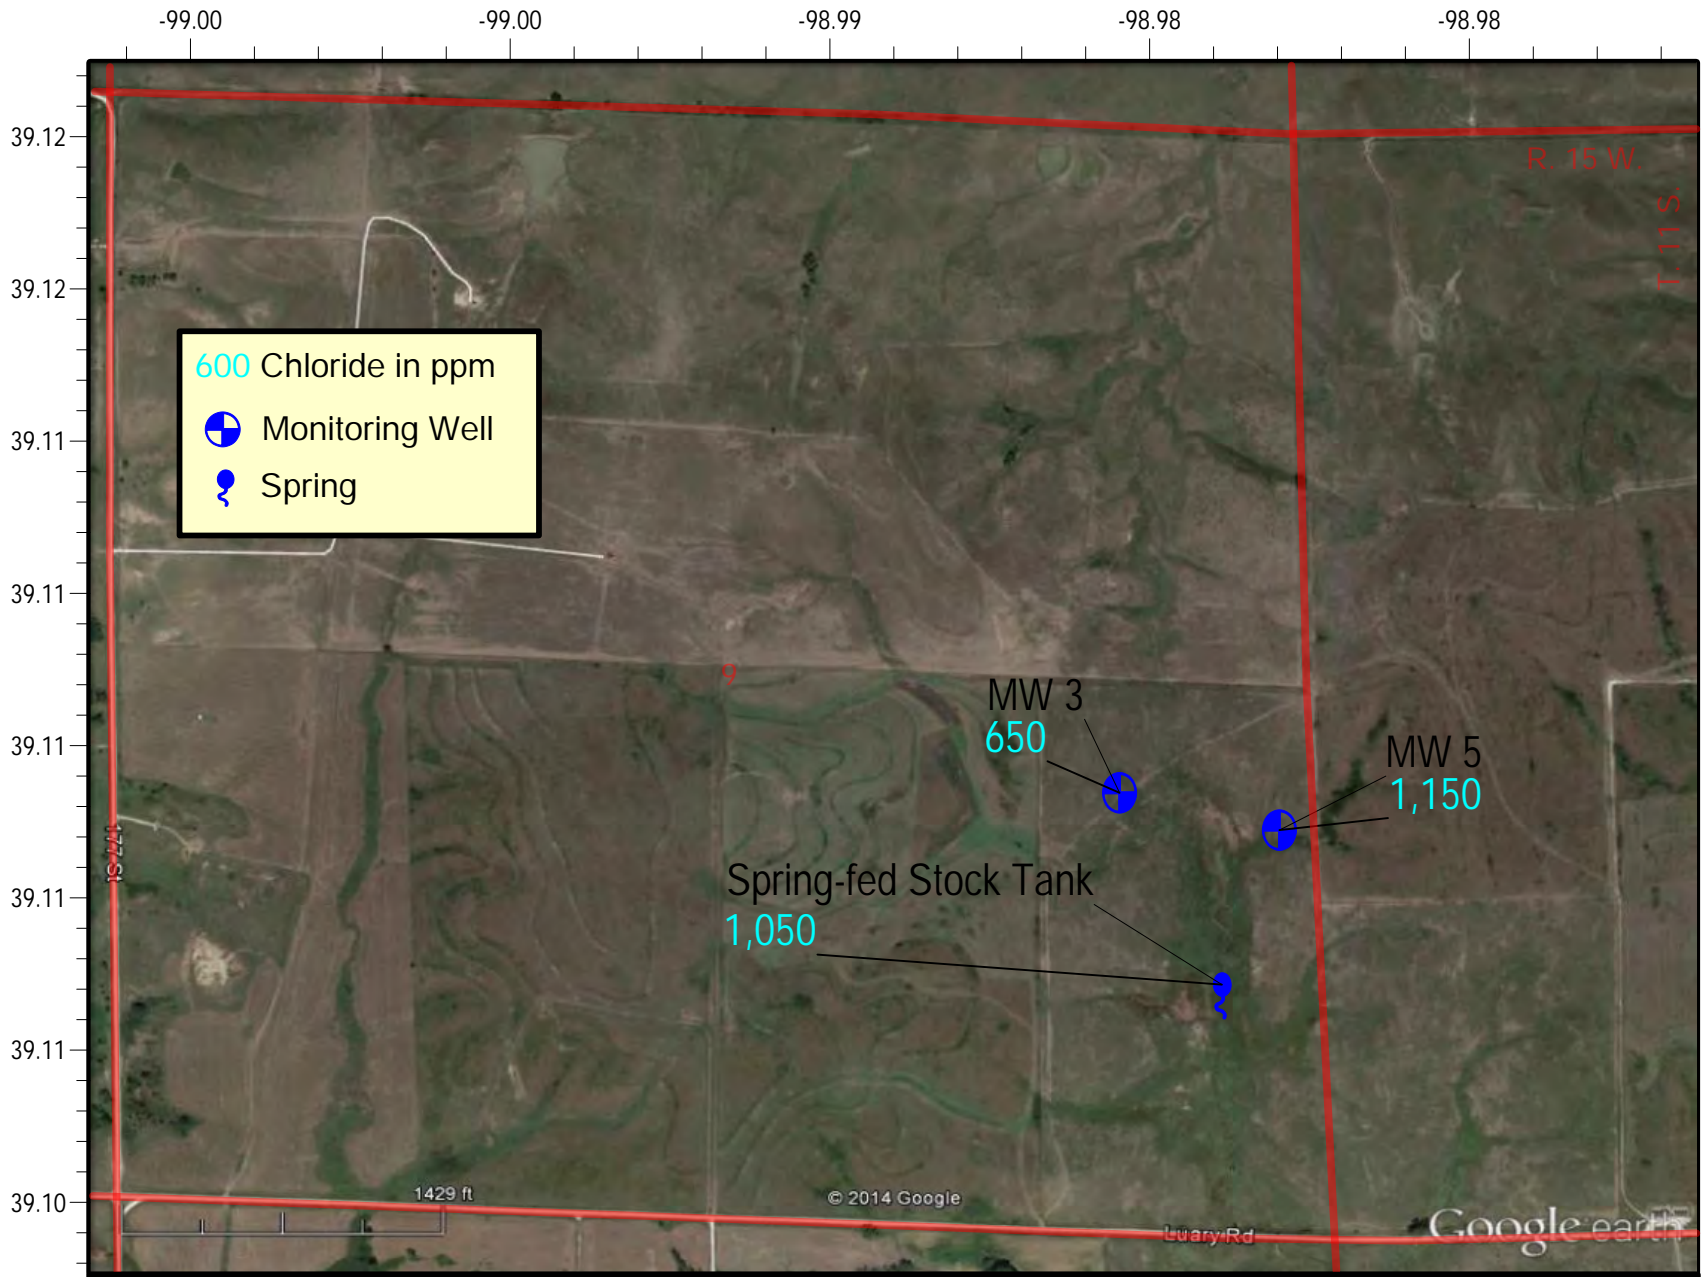 -99.00 -99.00 -98.99 -98.98 -98.98
39.12
R. 15 W.
T. 11 S.
39.12
600 Chloride in ppm
Monitoring Well
Spring
39.11
39.11
9
MW 3
650
39.11
MW 5
1,150
177 St
Spring-fed Stock Tank
1,050
39.11
39.11
39.10
1429 ft
© 2014 Google
Luary Rd
Google earth